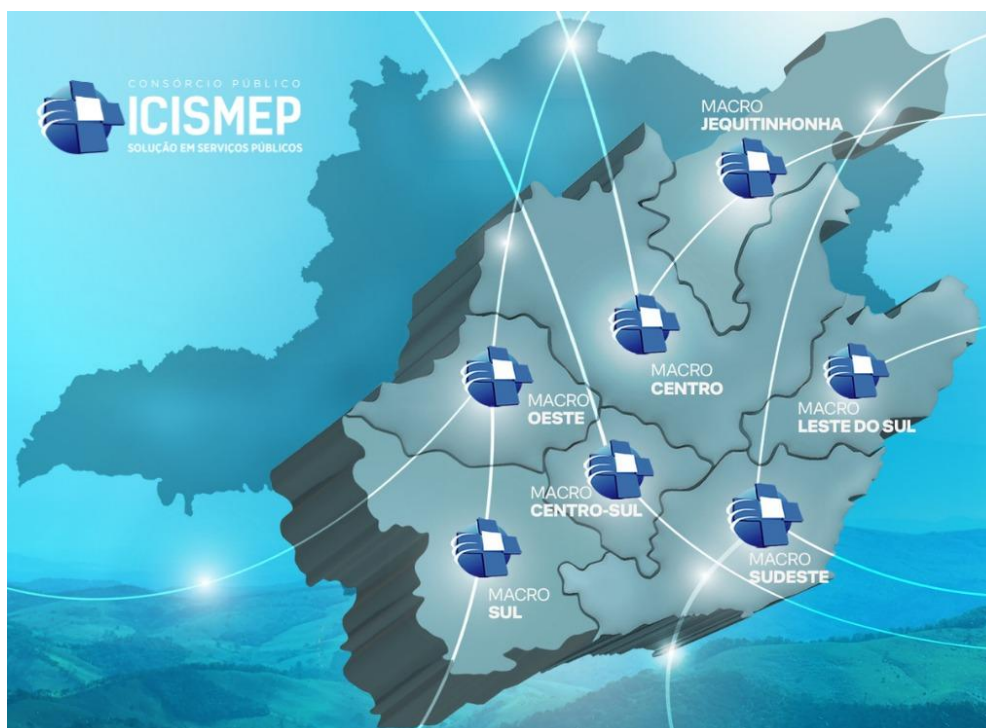 CONSÓRCIO PÚBLICO
ICISMEP
SOLUÇÃO EM SERVIÇOS PÚBLICOS
MACRO
JEQUITINHONHA
MACRO
CENTRO
MACRO
OESTE
MACRO
LESTE DO SUL
MACRO
CENTRO-SUL
MACRO
SUDESTE
MACRO
SUL